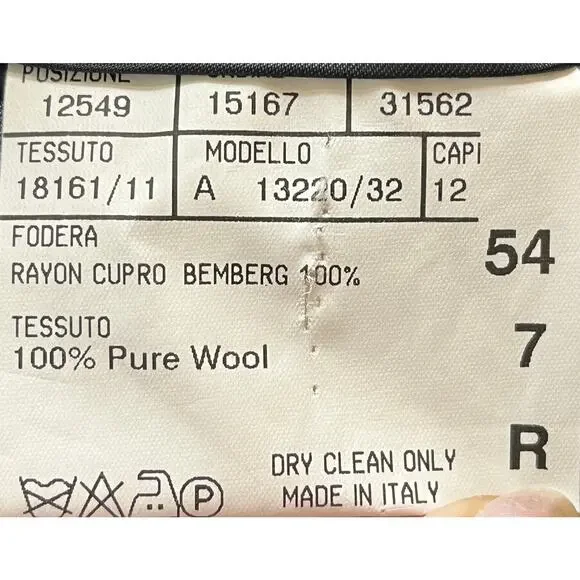 POSIZIONE
12549 15167 31562
TESSUTO MODELLO CAPI
18161/11 A 13220/32 12
FODERA
RAYON CUPRO BEMBERG 100%
54
TESSUTO
100% Pure Wool
7
R
DRY CLEAN ONLY
MADE IN ITALY
P